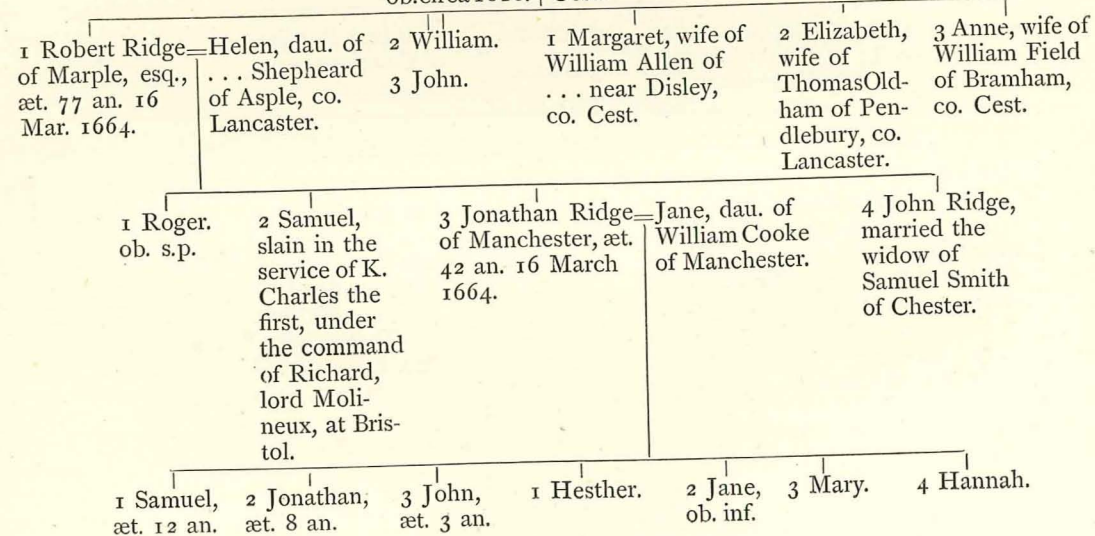 1 Robert Ridge=Helen, dau. of
of Marple, esq., . . . Shepheard
æt. 77 an. 16 of Asple, co.
Mar. 1664. Lancaster.
2 William.
3 John.
1 Margaret, wife of
William Allen of
. . . near Disley,
co. Cest.
2 Elizabeth,
wife of
ThomasOld-
ham of Pen-
dlebury, co.
Lancaster.
3 Anne, wife of
William Field
of Bramham,
co. Cest.
1 Roger.
ob. s.p.
2 Samuel,
slain in the
service of K.
Charles the
first, under
the command
of Richard,
lord Moli-
neux, at Bris-
tol.
3 Jonathan Ridge=Jane, dau. of
of Manchester, æt. William Cooke
42 an. 16 March of Manchester.
1664.
4 John Ridge,
married the
widow of
Samuel Smith
of Chester.
1 Samuel,
æt. 12 an.
2 Jonathan,
æt. 8 an.
3 John,
æt. 3 an.
1 Hesther.
2 Jane,
ob. inf.
3 Mary.
4 Hannah.